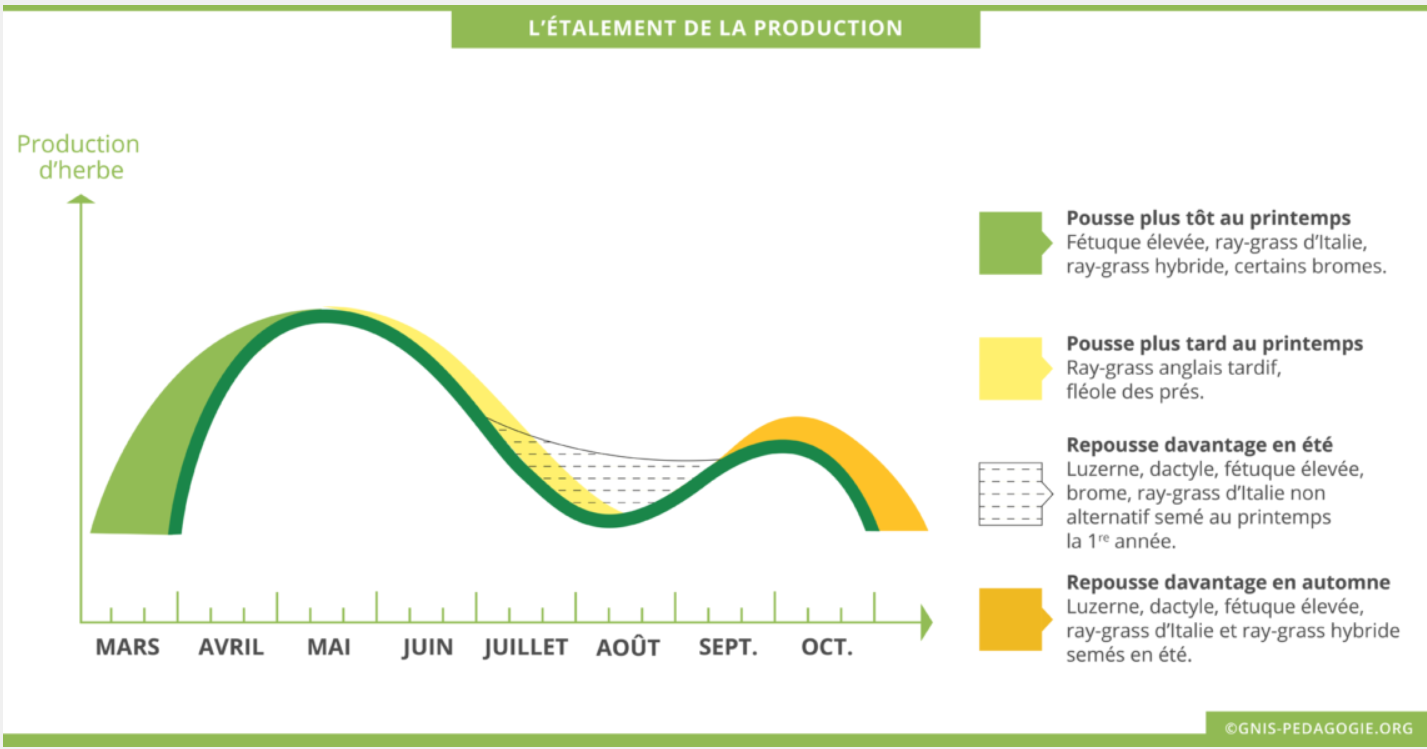 L'ÉTALEMENT DE LA PRODUCTION
Production
d'herbe
MARS
AVRIL
MAI
JUIN
JUILLET
AOÛT
SEPT.
OCT.
Pousse plus tôt au printemps
Fétuque élevée, ray-grass d'Italie,
ray-grass hybride, certains bromes.
Pousse plus tard au printemps
Ray-grass anglais tardif,
fléole des prés.
Repousse davantage en été
Luzerne, dactyle, fétuque élevée,
brome, ray-grass d'Italie non
alternatif semé au printemps
la 1re année.
Repousse davantage en automne
Luzerne, dactyle, fétuque élevée,
ray-grass d'Italie et ray-grass hybride
semés en été.
©GNIS-PEDAGOGIE.ORG